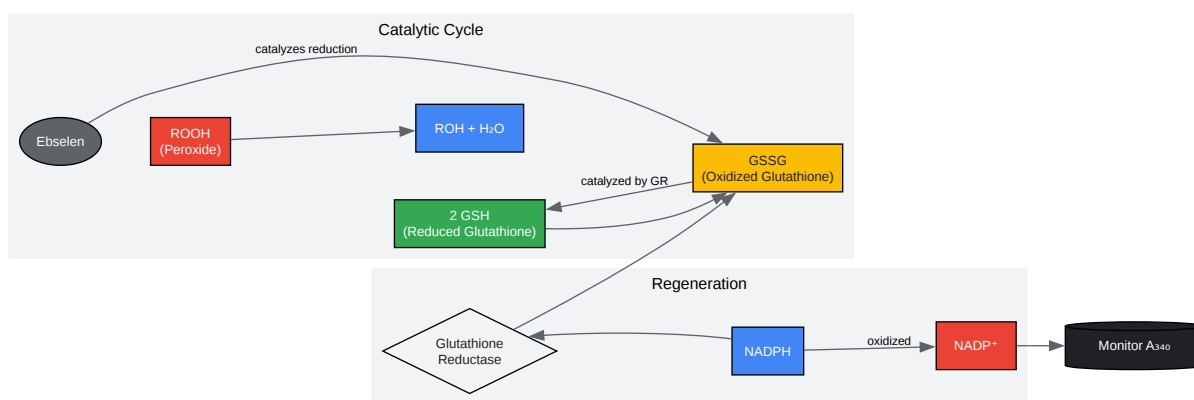 Catalytic Cycle
catalyzes reduction
Ebselen
ROOH
(Peroxide)
ROH + H₂O
GSSG
(Oxidized Glutathione)
catalyzed by GR
2 GSH
(Reduced Glutathione)
Regeneration
Glutathione
Reductase
NADPH
oxidized
NADP⁺
Monitor A₃₄₀